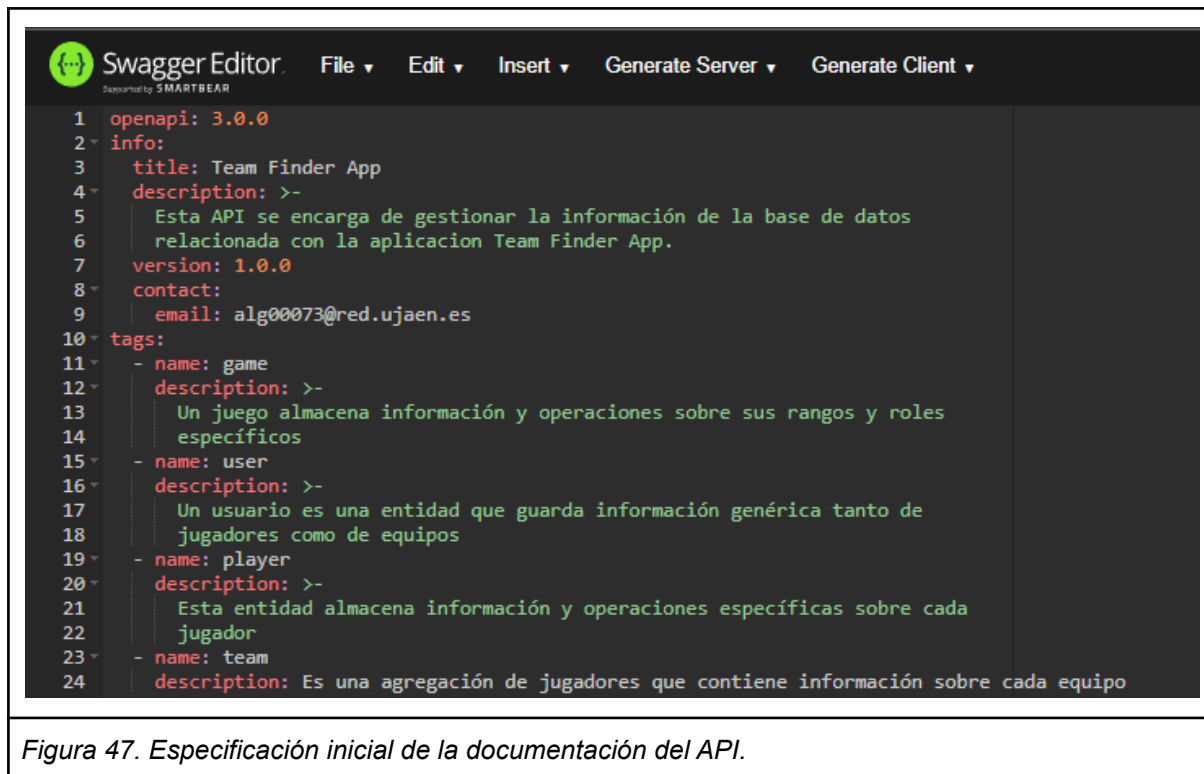 Swagger Editor.
Supported by SMARTBEAR
File ▾ Edit ▾ Insert ▾ Generate Server ▾ Generate Client ▾
1 openapi: 3.0.0
2 info:
3 title: Team Finder App
4 description: >-
5 Esta API se encarga de gestionar la información de la base de datos
6 relacionada con la aplicacion Team Finder App.
7 version: 1.0.0
8 contact:
9 email: alg00073@red.ujaen.es
10 tags:
11 - name: game
12 description: >-
13 Un juego almacena información y operaciones sobre sus rangos y roles
14 específicos
15 - name: user
16 description: >-
17 Un usuario es una entidad que guarda información genérica tanto de
18 jugadores como de equipos
19 - name: player
20 description: >-
21 Esta entidad almacena información y operaciones específicas sobre cada
22 jugador
23 - name: team
24 description: Es una agregación de jugadores que contiene información sobre cada equipo
Figura 47. Especificación inicial de la documentación del API.